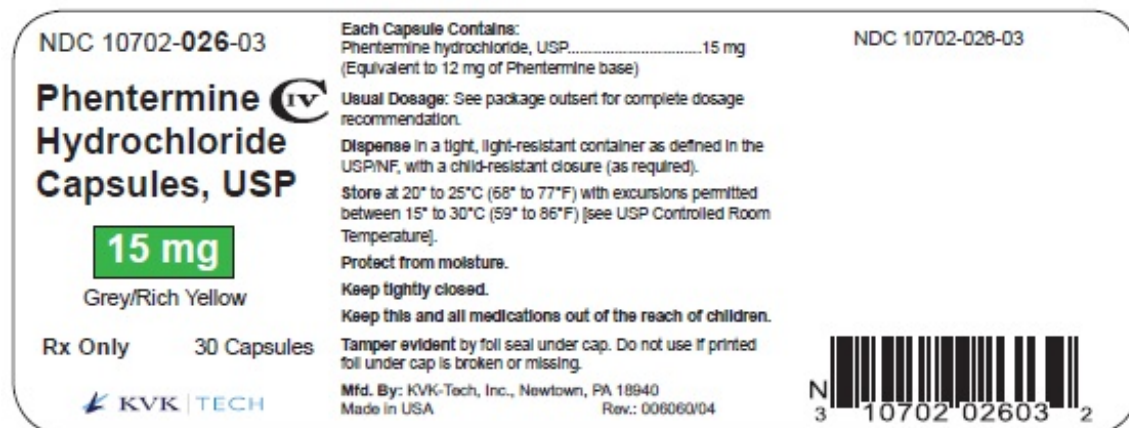 NDC 10702-026-03
Phentermine CIV
Hydrochloride
Capsules, USP
15 mg
Grey/Rich Yellow
Rx Only 30 Capsules
KVK TECH
Each Capsule Contains:
Phentermine hydrochloride, USP................................15 mg
(Equivalent to 12 mg of Phentermine base)
Usual Dosage: See package outsert for complete dosage
recommendation.
Dispense in a tight, light-resistant container as defined in the
USP/NF, with a child-resistant closure (as required).
Store at 20° to 25°C (68° to 77°F) with excursions permitted
between 15° to 30°C (59° to 86°F) [see USP Controlled Room
Temperature].
Protect from moisture.
Keep tightly closed.
Keep this and all medications out of the reach of children.
Tamper evident by foil seal under cap. Do not use if printed
foil under cap is broken or missing.
Mfd. By: KVK-Tech, Inc., Newtown, PA 18940
Made in USA Rev.: 006060/04
NDC 10702-026-03
N
3 10702 02603 2